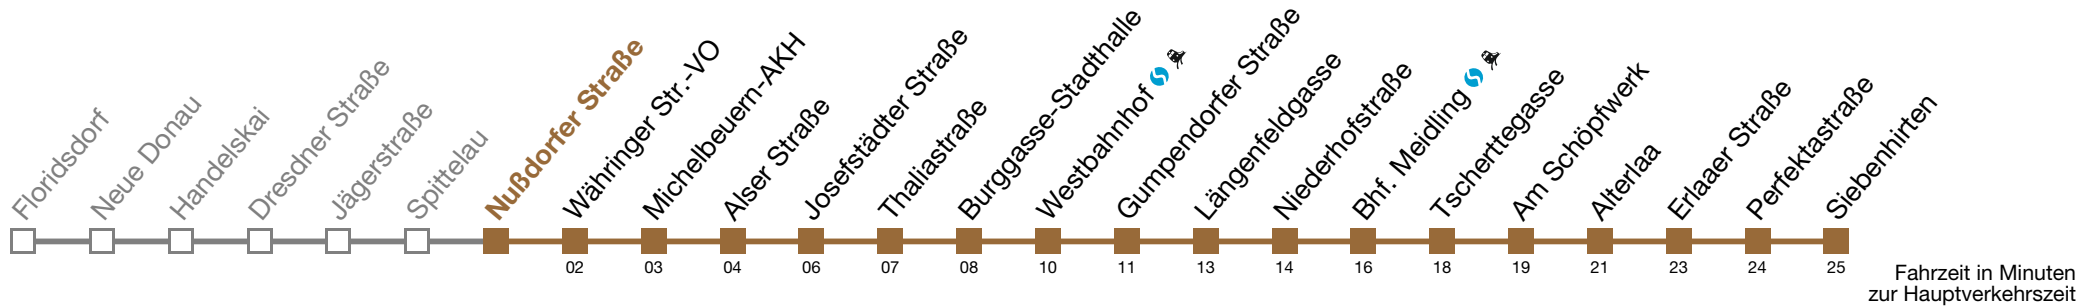 Floridsdorf
Neue Donau
Handelskai
Dresdner Straße
Jägerstraße
Spittelau
Nußdorfer Straße
Währinger Str.-VO
Michelbeuern-AKH
Alser Straße
Josefstädter Straße
Thaliastraße
Burggasse-Stadthalle
Westbahnhof
Gumpendorfer Straße
Längenfeldgasse
Niederhofstraße
Bhf. Meidling
Tscherttegasse
Am Schöpfwerk
Alterlaa
Erlaaer Straße
Perfektastraße
Siebenhirten
02 03 04 06 07 08 10 11 13 14 16 18 19 21 23 24 25
Fahrzeit in Minuten
zur Hauptverkehrszeit